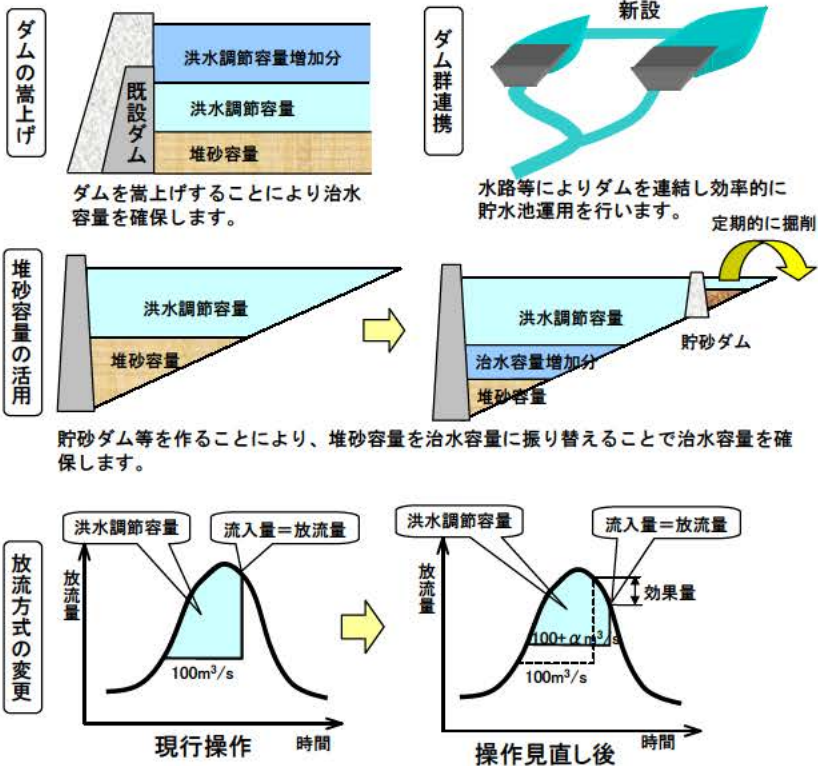 ダムの嵩上げ
既設ダム
洪水調節容量増加分
洪水調節容量
堆砂容量
ダムを嵩上げすることにより治水
容量を確保します。
ダム群連携
新設
水路等によりダムを連結し効率的に
貯水池運用を行います。
堆砂容量の活用
洪水調節容量
堆砂容量
定期的に掘削
洪水調節容量
貯砂ダム
治水容量増加分
堆砂容量
貯砂ダム等を作ることにより、堆砂容量を治水容量に振り替えることで治水容量を確
保します。
放流方式の変更
洪水調節容量
流入量=放流量
放流量
100m³/s
現行操作
時間
洪水調節容量
流入量=放流量
放流量
効果量
100+αm³/s
100m³/s
操作見直し後
時間